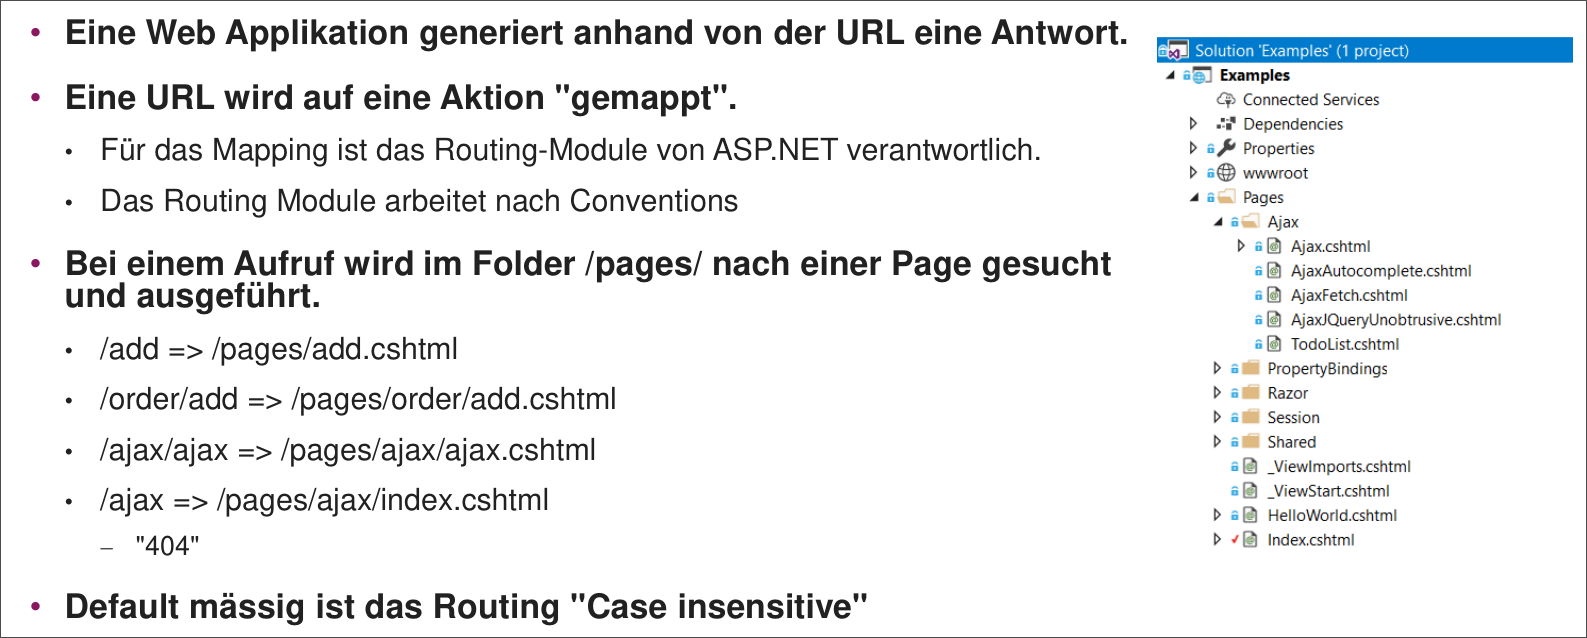 • Eine Web Applikation generiert anhand von der URL eine Antwort.
• Eine URL wird auf eine Aktion "gemappt".
• Für das Mapping ist das Routing-Module von ASP.NET verantwortlich.
• Das Routing Module arbeitet nach Conventions
• Bei einem Aufruf wird im Folder /pages/ nach einer Page gesucht
und ausgeführt.
• /add => /pages/add.cshtml
• /order/add => /pages/order/add.cshtml
• /ajax/ajax => /pages/ajax/ajax.cshtml
• /ajax => /pages/ajax/index.cshtml
– "404"
• Default mässig ist das Routing "Case insensitive"
Solution 'Examples' (1 project)
Examples
Connected Services
Dependencies
Properties
wwwroot
Pages
Ajax
Ajax.cshtml
AjaxAutocomplete.cshtml
AjaxFetch.cshtml
AjaxJQueryUnobtrusive.cshtml
TodoList.cshtml
PropertyBindings
Razor
Session
Shared
_ViewImports.cshtml
_ViewStart.cshtml
HelloWorld.cshtml
Index.cshtml